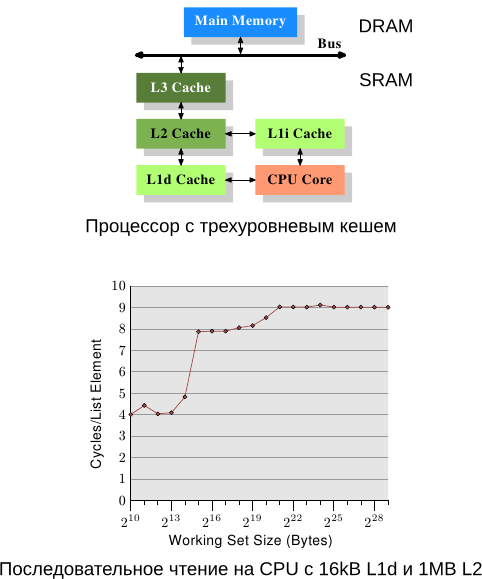 Main Memory
DRAM
Bus
SRAM
L3 Cache
L2 Cache
L1i Cache
L1d Cache
CPU Core
Процессор с трехуровневым кешем
10
9
8
7
6
5
4
3
2
1
0
Cycles/List Element
2^10 2^13 2^16 2^19 2^22 2^25 2^28
Working Set Size (Bytes)
Последовательное чтение на CPU с 16kB L1d и 1MB L2